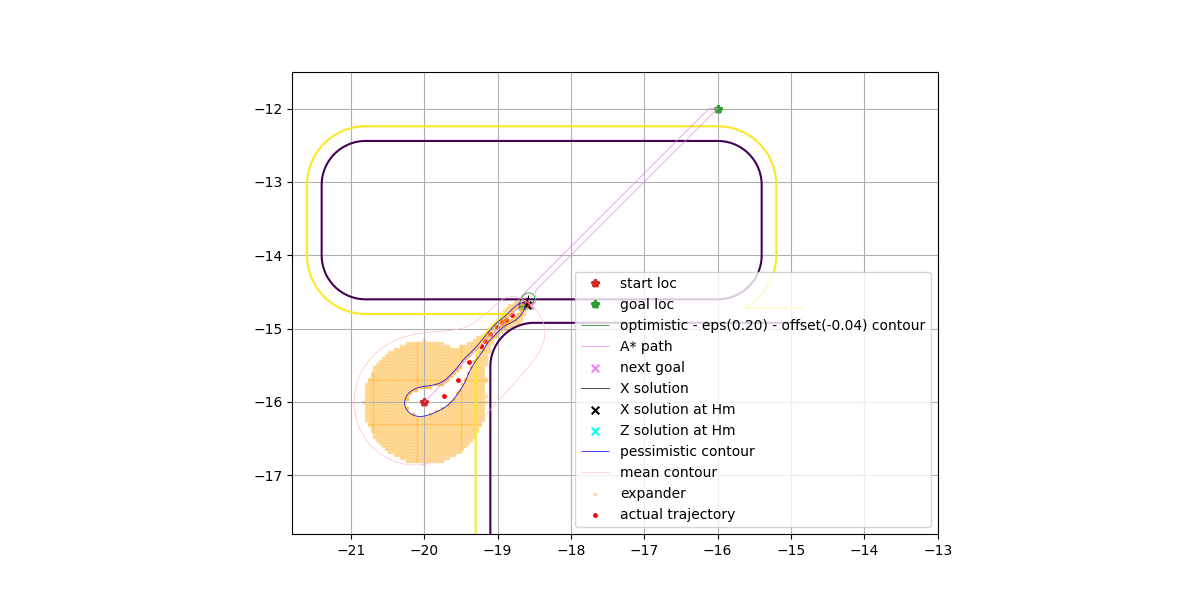 −12
−13
−14
−15
−16
−17
start loc
goal loc
optimistic - eps(0.20) - offset(-0.04) contour
A* path
next goal
X solution
X solution at Hm
Z solution at Hm
pessimistic contour
mean contour
expander
actual trajectory
−21 −20 −19 −18 −17 −16 −15 −14 −13